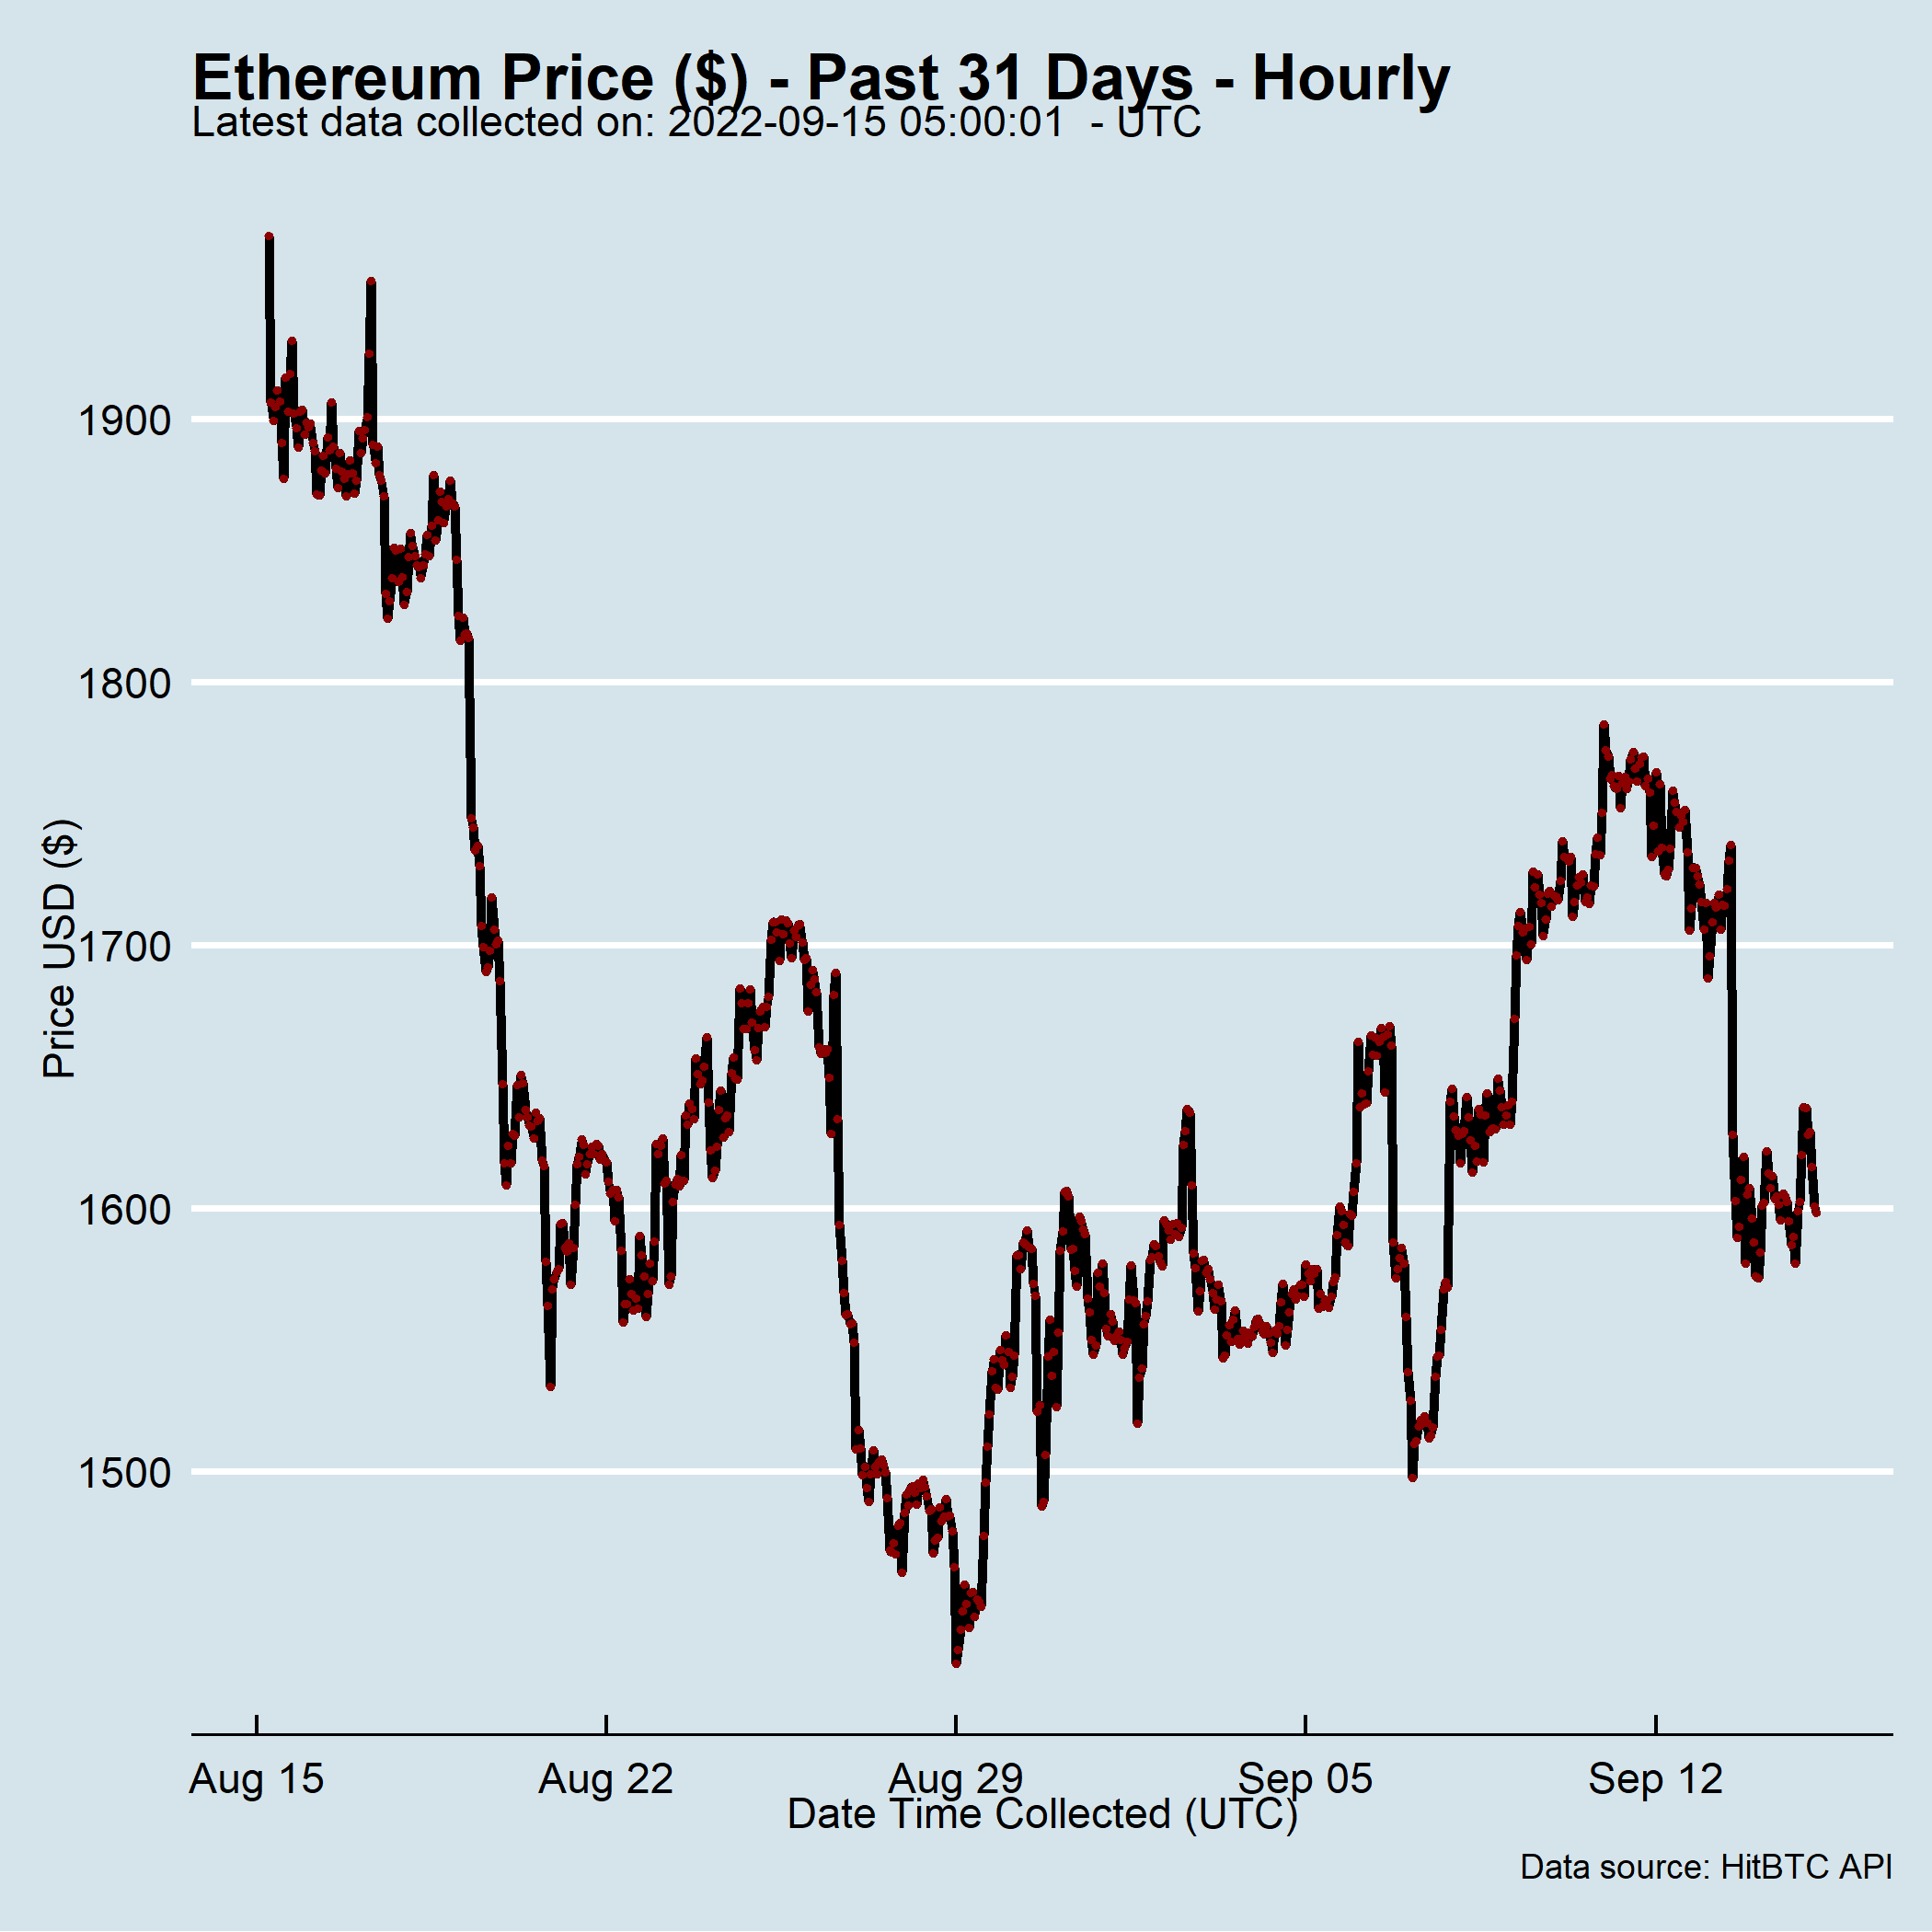 Ethereum Price ($) - Past 31 Days - Hourly
Latest data collected on: 2022-09-15 05:00:01  - UTC
1900
1800
1700
1600
1500
Price USD ($)
Aug 15
Aug 22
Aug 29
Sep 05
Sep 12
Date Time Collected (UTC)
Data source: HitBTC API